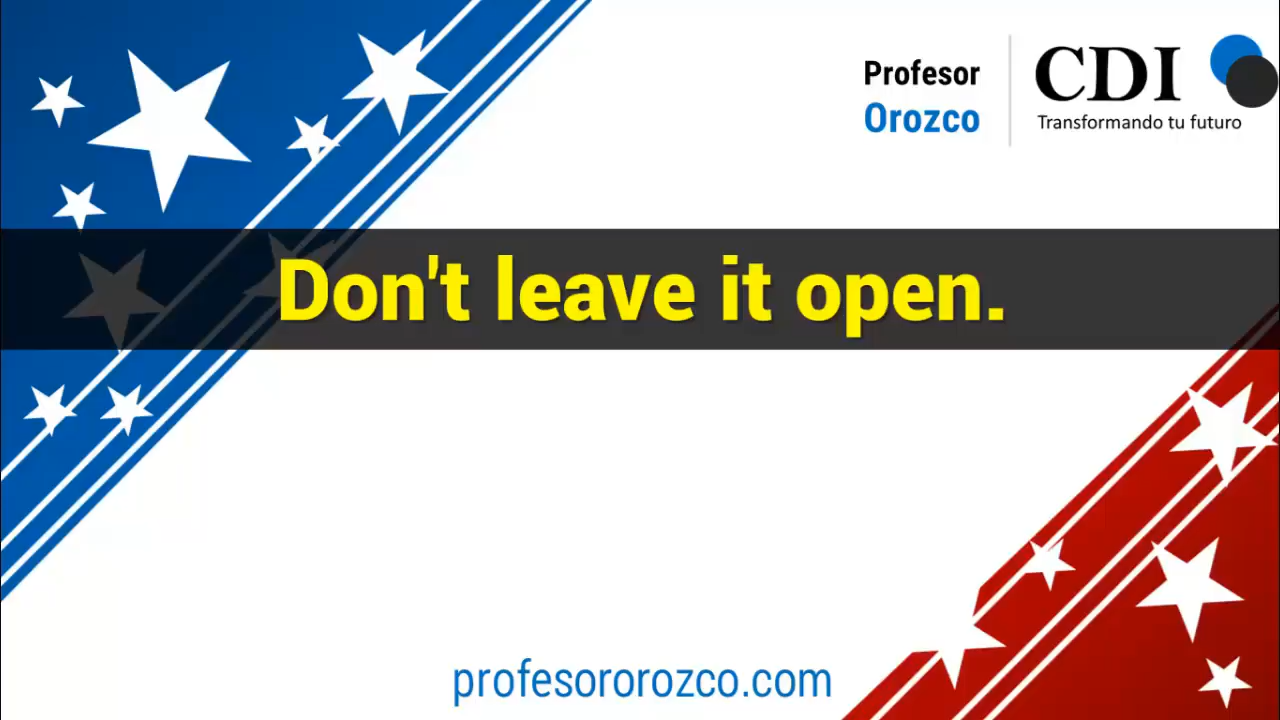 Profesor
Orozco
CDI
Transformando tu futuro
Don't leave it open.
profesororozco.com